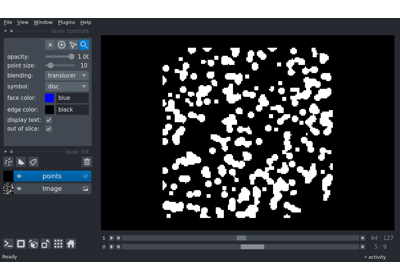 File View Window Plugins Help
layer controls
opacity: 1.00
point size: 10
blending: translucen
symbol: disc
face color: blue
edge color: black
display text:
out of slice:
layer list
points
Image
1 64 127
0 5 9
Ready activity